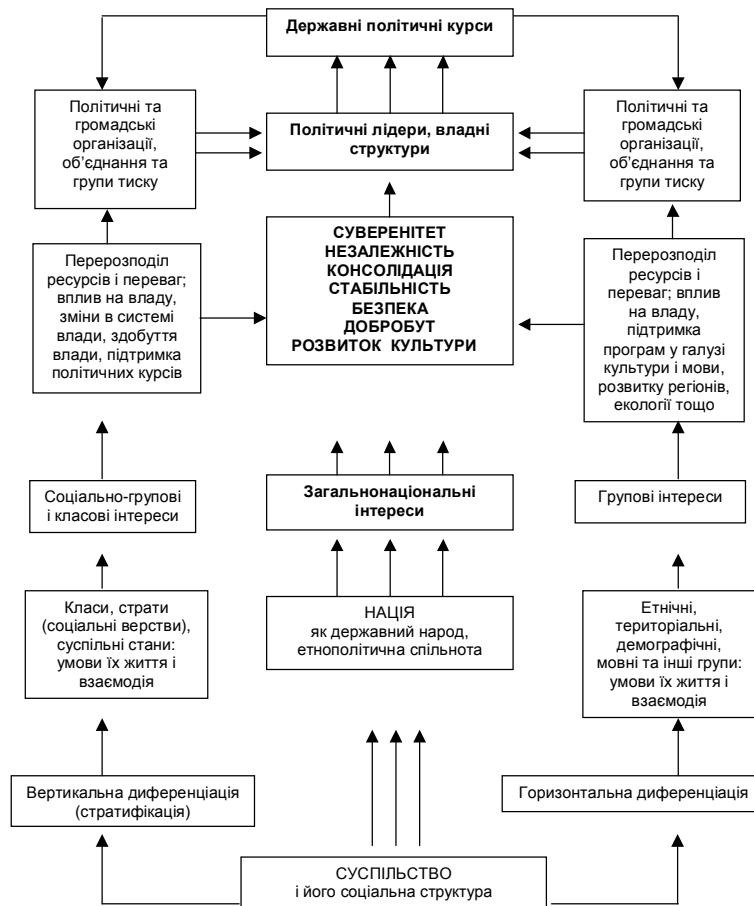 Державні політичні курси
Політичні та
громадські
організації,
об’єднання та
групи тиску
Політичні лідери, владні
структури
Політичні та
громадські
організації,
об’єднання та
групи тиску
Перерозподіл
ресурсів і переваг;
вплив на владу,
зміни в системі
влади, здобуття
влади, підтримка
політичних курсів
СУВЕРЕНІТЕТ
НЕЗАЛЕЖНІСТЬ
КОНСОЛІДАЦІЯ
СТАБІЛЬНІСТЬ
БЕЗПЕКА
ДОБРОБУТ
РОЗВИТОК КУЛЬТУРИ
Перерозподіл
ресурсів і
переваг; вплив
на владу,
підтримка
програм у галузі
культури і мови,
розвитку регіонів,
екології тощо
Соціально-групові
і класові інтереси
Загальнонаціональні
інтереси
Групові інтереси
Класи, страти
(соціальні верстви),
суспільні стани:
умови їх життя і
взаємодія
НАЦІЯ
як державний народ,
етнополітична спільнота
Етнічні,
територіальні,
демографічні,
мовні та інші групи:
умови їх життя і
взаємодія
Вертикальна диференціація
(стратифікація)
Горизонтальна диференціація
СУСПІЛЬСТВО
і його соціальна структура